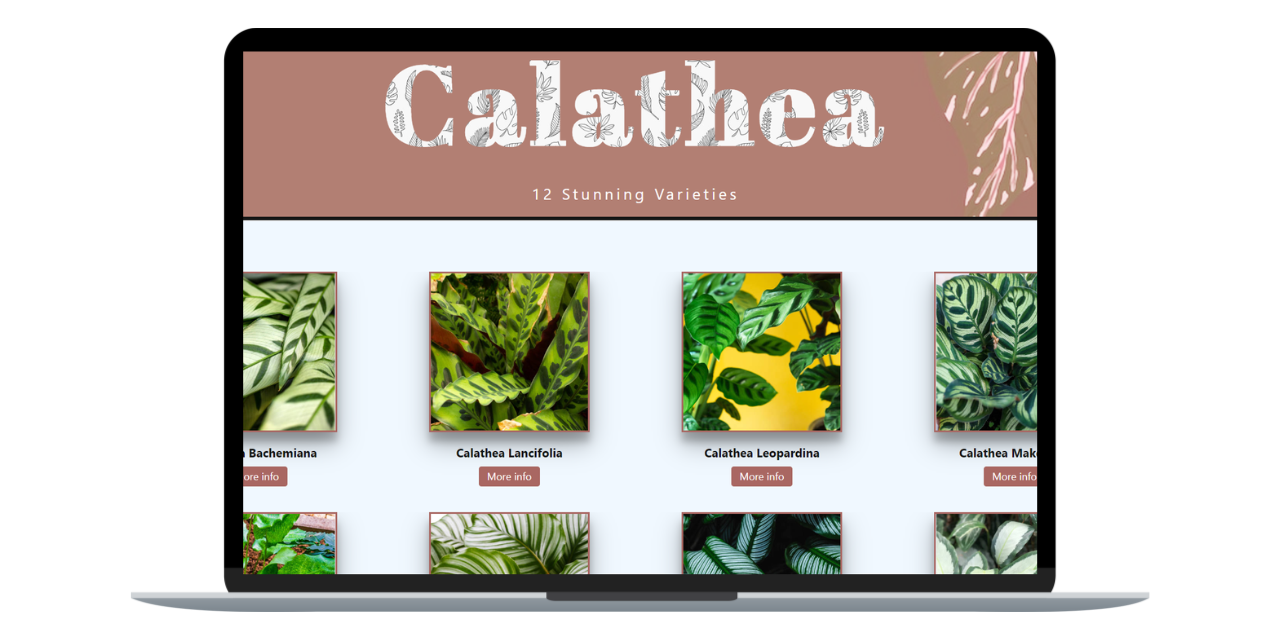 Calathea
12 Stunning Varieties
Bachemiana
Calathea Lancifolia
Calathea Leopardina
Calathea Mak
ore info
More info
More info
More info